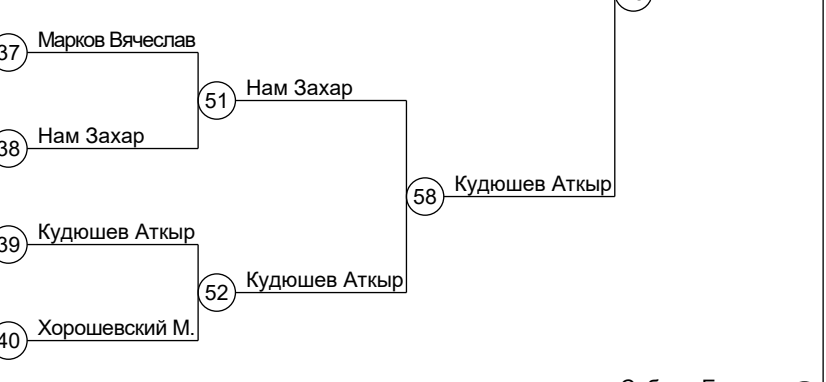 37 Марков Вячеслав
51 Нам Захар
38 Нам Захар
58 Кудюшев Аткыр
39 Кудюшев Аткыр
52 Кудюшев Аткыр
40 Хорошевский М.